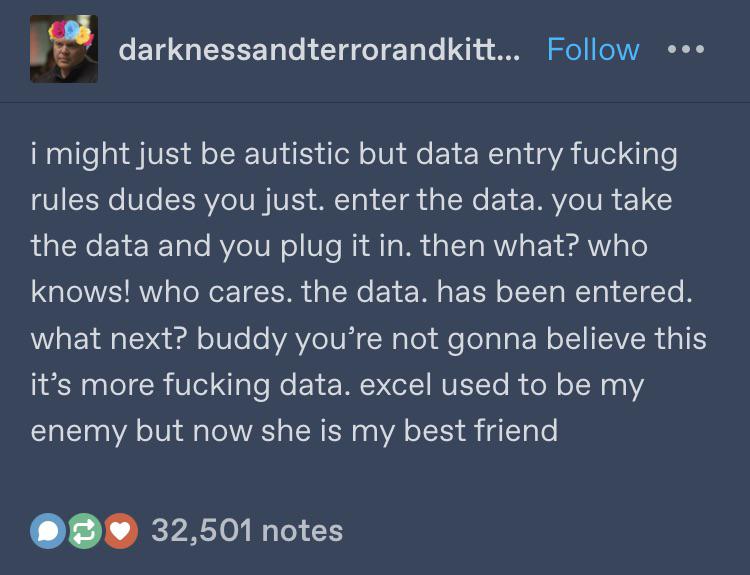 darknessandterrorandkitt... Follow
i might just be autistic but data entry fucking
rules dudes you just. enter the data. you take
the data and you plug it in. then what? who
knows! who cares. the data. has been entered.
what next? buddy you’re not gonna believe this
it’s more fucking data. excel used to be my
enemy but now she is my best friend
32,501 notes